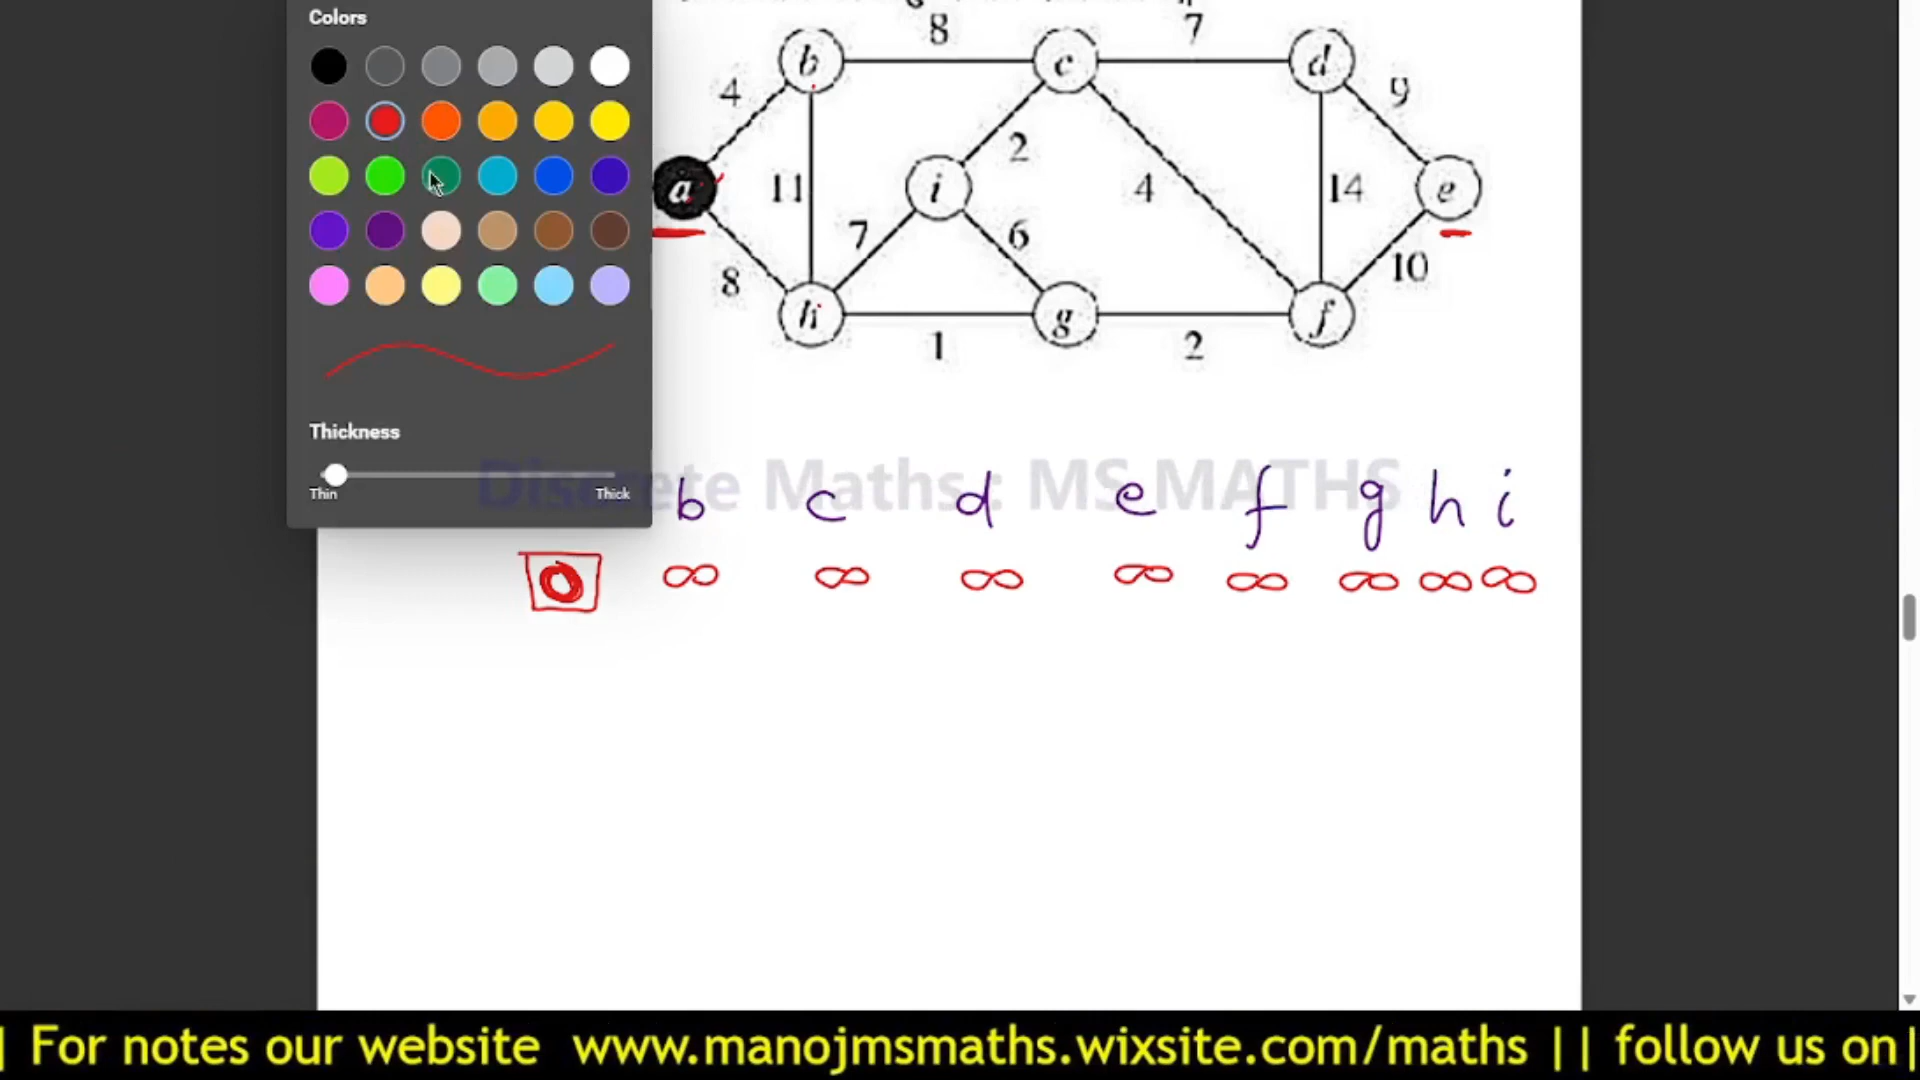 Colors
8 7
b c d
4 9
2
a 11 i 4 14 e
7 6
8 10
h g f
1 2
Thickness
Thin Thick
Discrete Maths : MS MATHS
b c d e f g h i
0 ∞ ∞ ∞ ∞ ∞ ∞ ∞ ∞
| For notes our website www.manojmsmaths.wixsite.com/maths || follow us on|